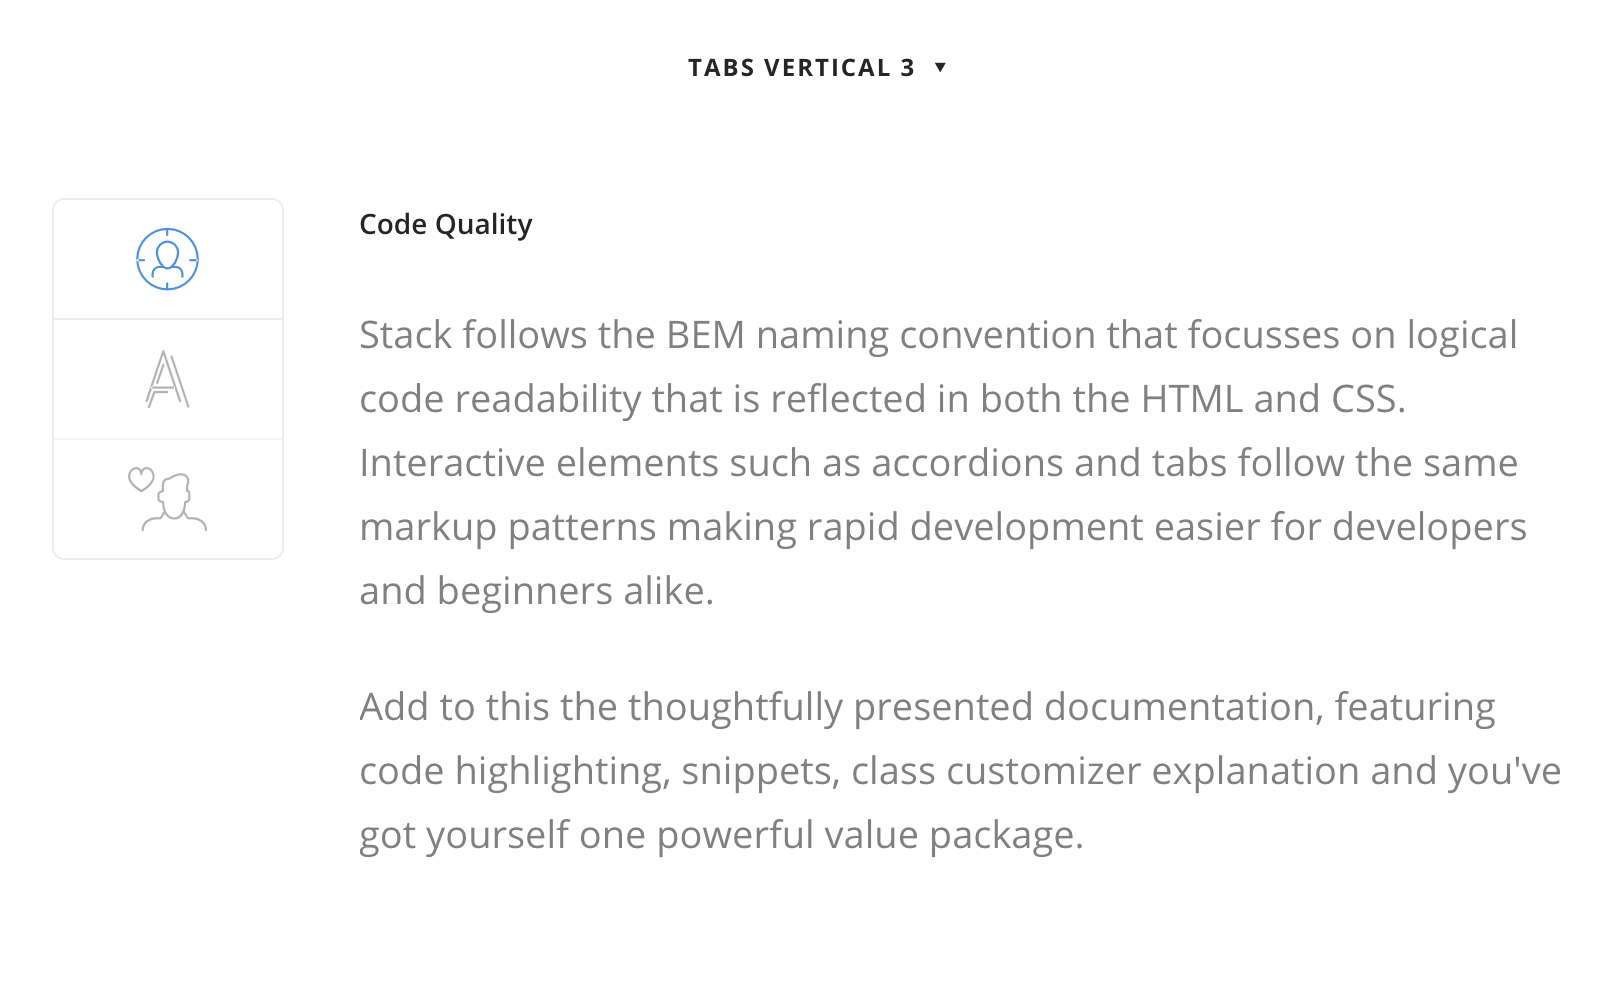 TABS VERTICAL 3 ▼
Code Quality
Stack follows the BEM naming convention that focusses on logical
code readability that is reflected in both the HTML and CSS.
Interactive elements such as accordions and tabs follow the same
markup patterns making rapid development easier for developers
and beginners alike.
Add to this the thoughtfully presented documentation, featuring
code highlighting, snippets, class customizer explanation and you've
got yourself one powerful value package.